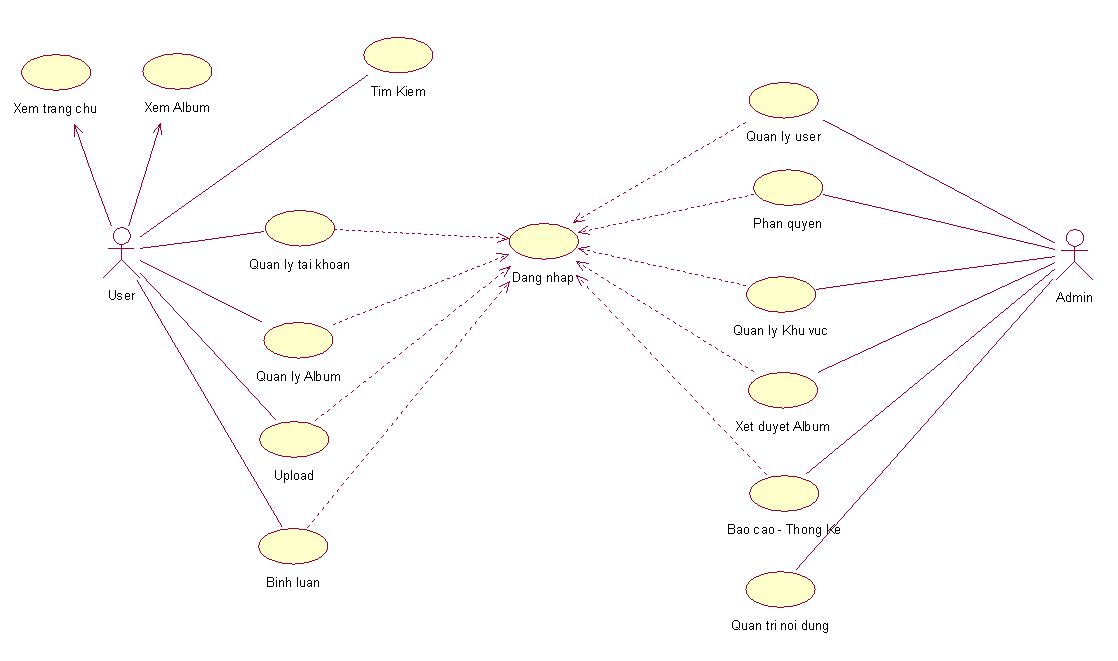 Tim Kiem
Xem trang chu
Xem Album
Quan ly user
Phan quyen
Quan ly tai khoan
Dang nhap
User
Admin
Quan ly Khu vuc
Quan ly Album
Xet duyet Album
Upload
Bao cao - Thong Ke
Binh luan
Quan tri noi dung